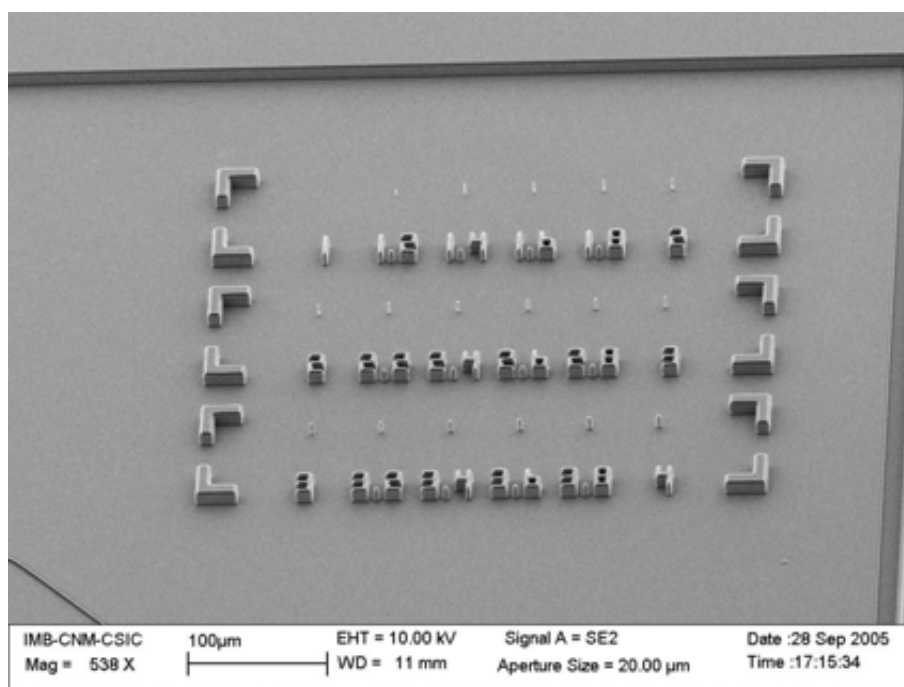 IMB-CNM-CSIC 100µm EHT = 10.00 kV Signal A = SE2 Date :28 Sep 2005
Mag = 538 X WD = 11 mm Aperture Size = 20.00 µm Time :17:15:34